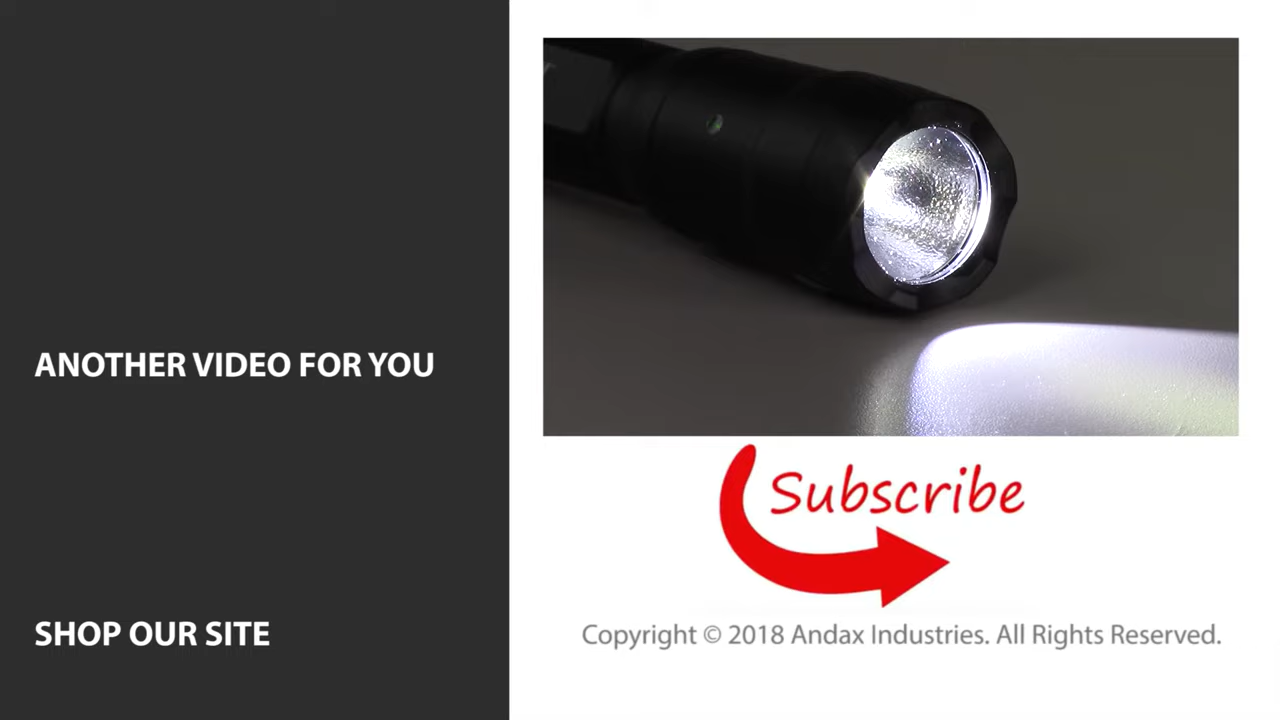 ANOTHER VIDEO FOR YOU
Subscribe
SHOP OUR SITE
Copyright © 2018 Andax Industries. All Rights Reserved.